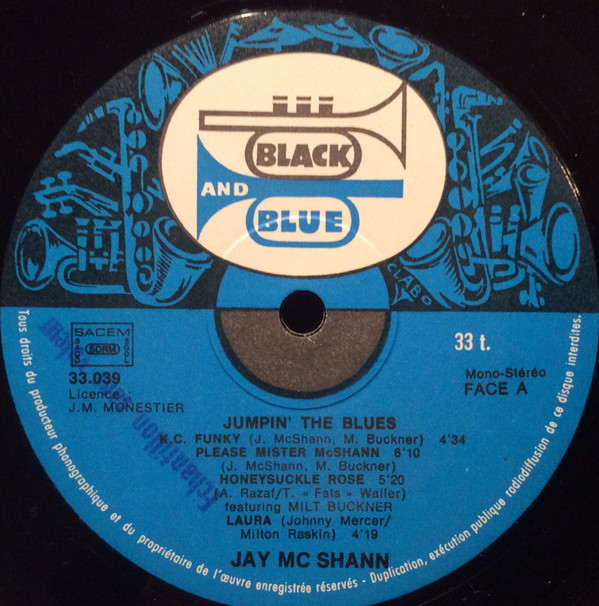 BLACK
AND
BLUE
CLABO
SACEM
SDRM
33.039
Licence
J.M. MONESTIER
33 t.
Mono-Stéréo
FACE A
JUMPIN' THE BLUES
K.C. FUNKY (J. McShann, M. Buckner) 4'34
PLEASE MISTER McSHANN 6'10
(J. McShann, M. Buckner)
HONEYSUCKLE ROSE 5'20
(A. Razaf/T. « Fats » Waller)
featuring MILT BUCKNER
LAURA (Johnny Mercer/
Milton Raskin) 4'19
JAY MC SHANN
Échantillon
Tous droits du producteur phonographique et du propriétaire de l'œuvre enregistrée réservés - Duplication, exécution publique radiodiffusion de ce disque interdites.